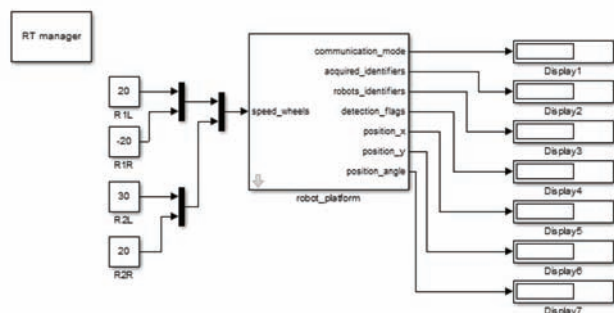 RT manager
20
R1L
-20
R1R
30
R2L
20
R2R
speed_wheels
communication_mode
acquired_identifiers
robots_identifiers
detection_flags
position_x
position_y
position_angle
robot_platform
Display1
Display2
Display3
Display4
Display5
Display6
Display7